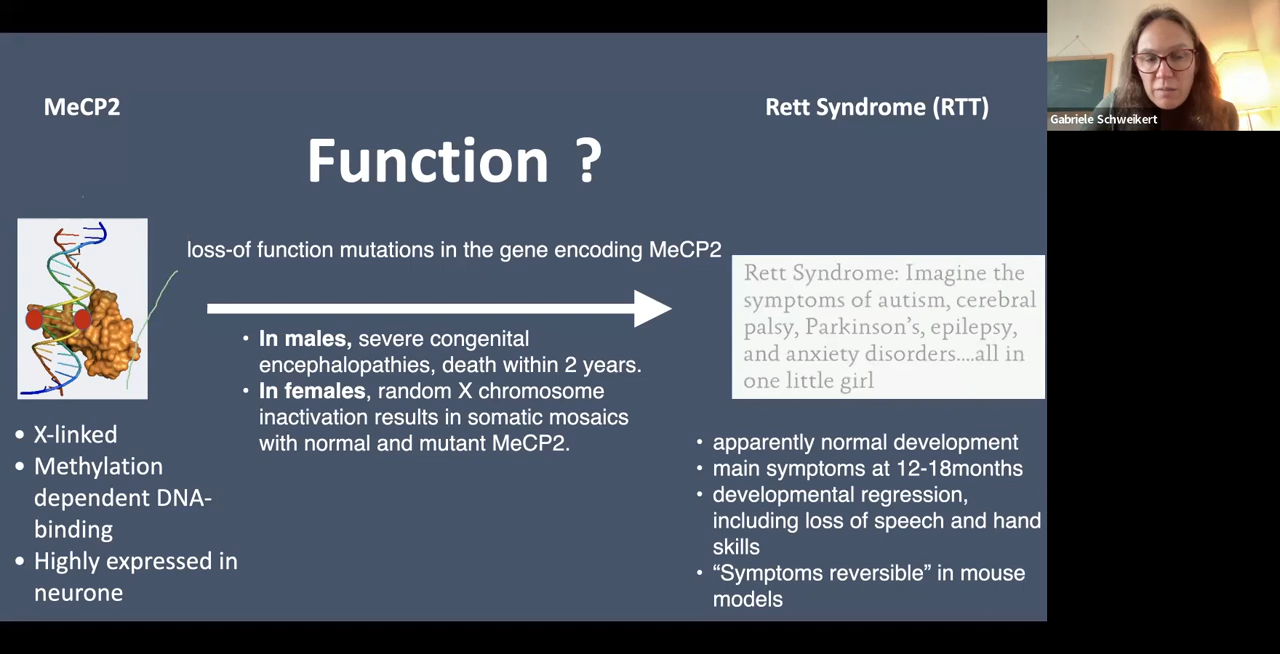 MeCP2
Rett Syndrome (RTT)
Function ?
loss-of function mutations in the gene encoding MeCP2
• In males, severe congenital
encephalopathies, death within 2 years.
• In females, random X chromosome
inactivation results in somatic mosaics
with normal and mutant MeCP2.
• X-linked
• Methylation
dependent DNA-
binding
• Highly expressed in
neurone
Rett Syndrome: Imagine the
symptoms of autism, cerebral
palsy, Parkinson’s, epilepsy,
and anxiety disorders....all in
one little girl
• apparently normal development
• main symptoms at 12-18months
• developmental regression,
including loss of speech and hand
skills
• “Symptoms reversible” in mouse
models
Gabriele Schweikert